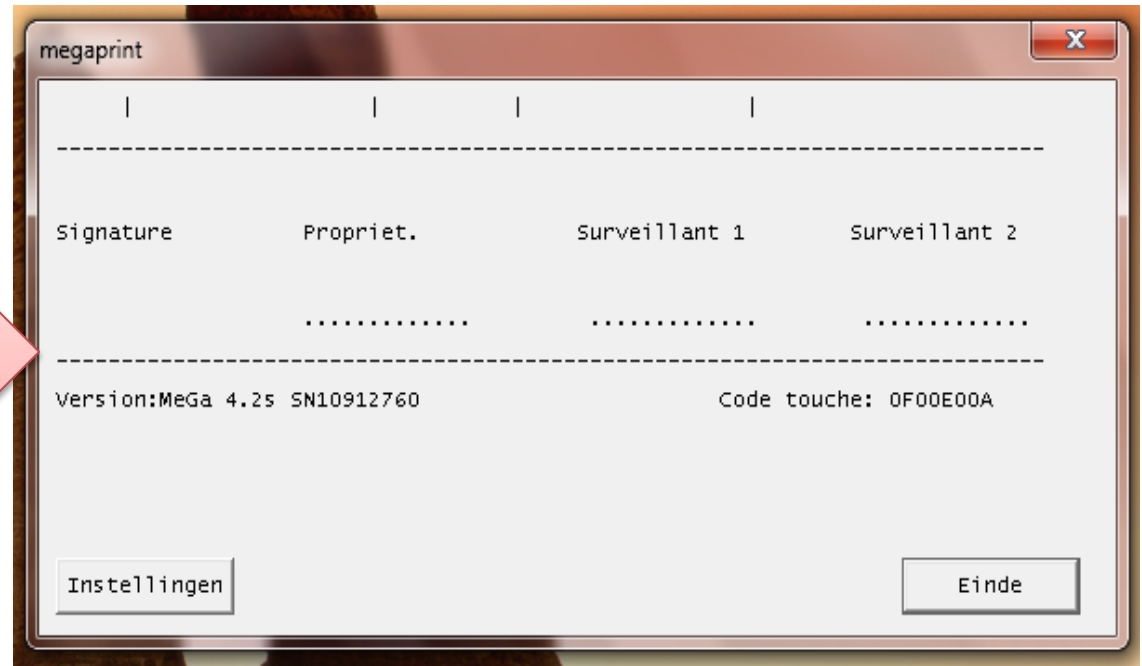 megaprint
| | | |
----------------------------------------------------------------------------
Signature Propriet. Surveillant 1 Surveillant 2
............. ............. .............
----------------------------------------------------------------------------
Version:MeGa 4.2s SN10912760 Code touche: 0F00E00A
Instellingen Einde